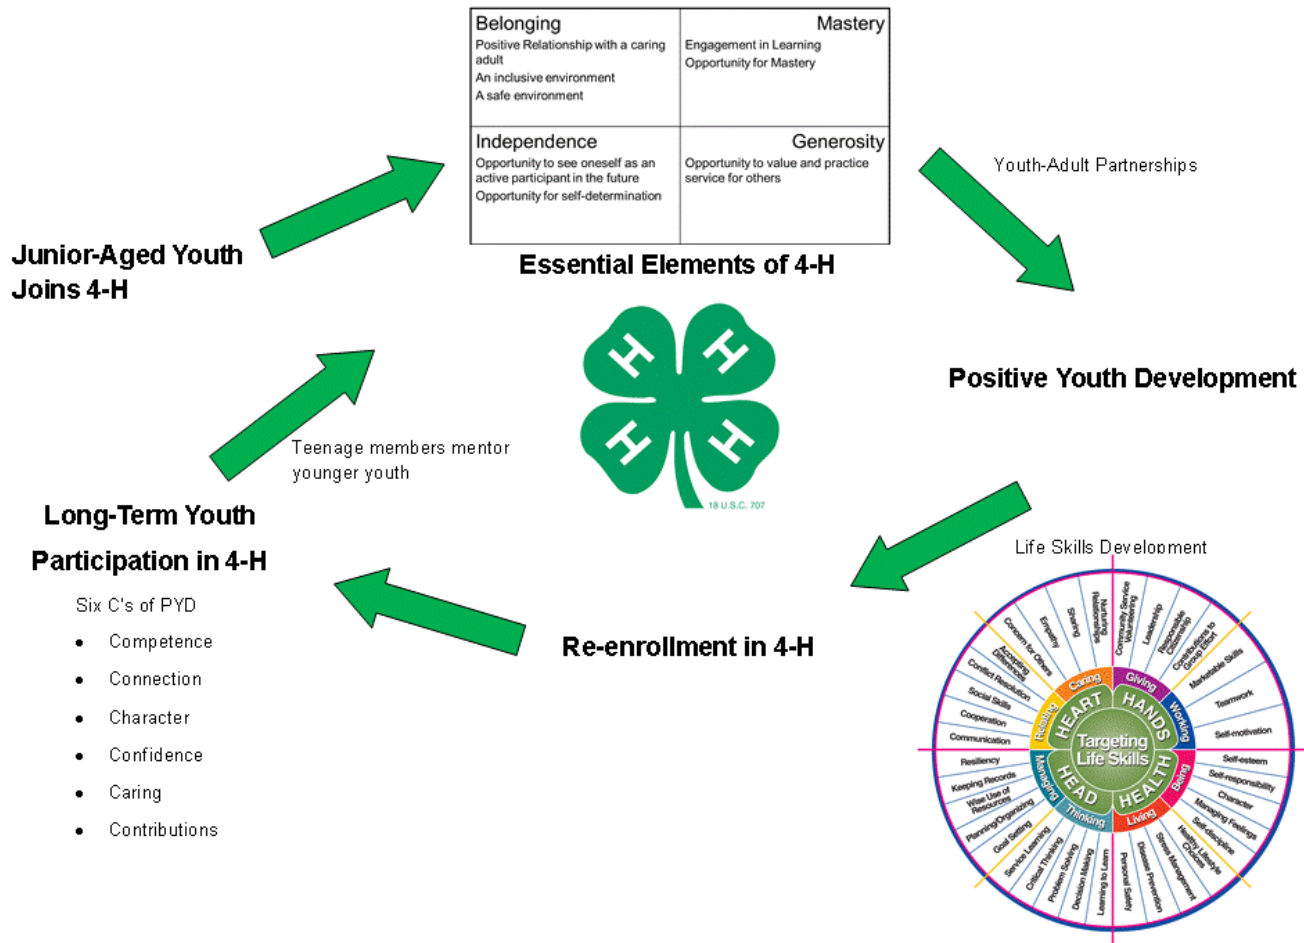 Belonging
Positive Relationship with a caring
adult
An inclusive environment
A safe environment
Mastery
Engagement in Learning
Opportunity for Mastery
Independence
Opportunity to see oneself as an
active participant in the future
Opportunity for self-determination
Generosity
Opportunity to value and practice
service for others
Essential Elements of 4-H
Junior-Aged Youth
Joins 4-H
Youth-Adult Partnerships
H
H
H
H
18 U.S.C. 707
Positive Youth Development
Teenage members mentor
younger youth
Long-Term Youth
Participation in 4-H
Six C's of PYD
• Competence
• Connection
• Character
• Confidence
• Caring
• Contributions
Re-enrollment in 4-H
Life Skills Development
Targeting
Life Skills
HEART
HANDS
HEALTH
HEAD
Relating
Caring
Giving
Working
Being
Living
Thinking
Managing
Communication
Cooperation
Social Skills
Conflict Resolution
Accepting
Differences
Concern for Others
Empathy
Sharing
Nurturing
Relationships
Community Service
Volunteering
Leadership
Responsible
Citizenship
Contributions to
Group Effort
Marketable Skills
Teamwork
Self-motivation
Self-esteem
Self-responsibility
Character
Managing Feelings
Self-discipline
Healthy Lifestyle
Choices
Stress Management
Disease Prevention
Personal Safety
Learning to Learn
Decision Making
Problem Solving
Critical Thinking
Service Learning
Goal Setting
Planning/Organizing
Wise Use of
Resources
Keeping Records
Resiliency